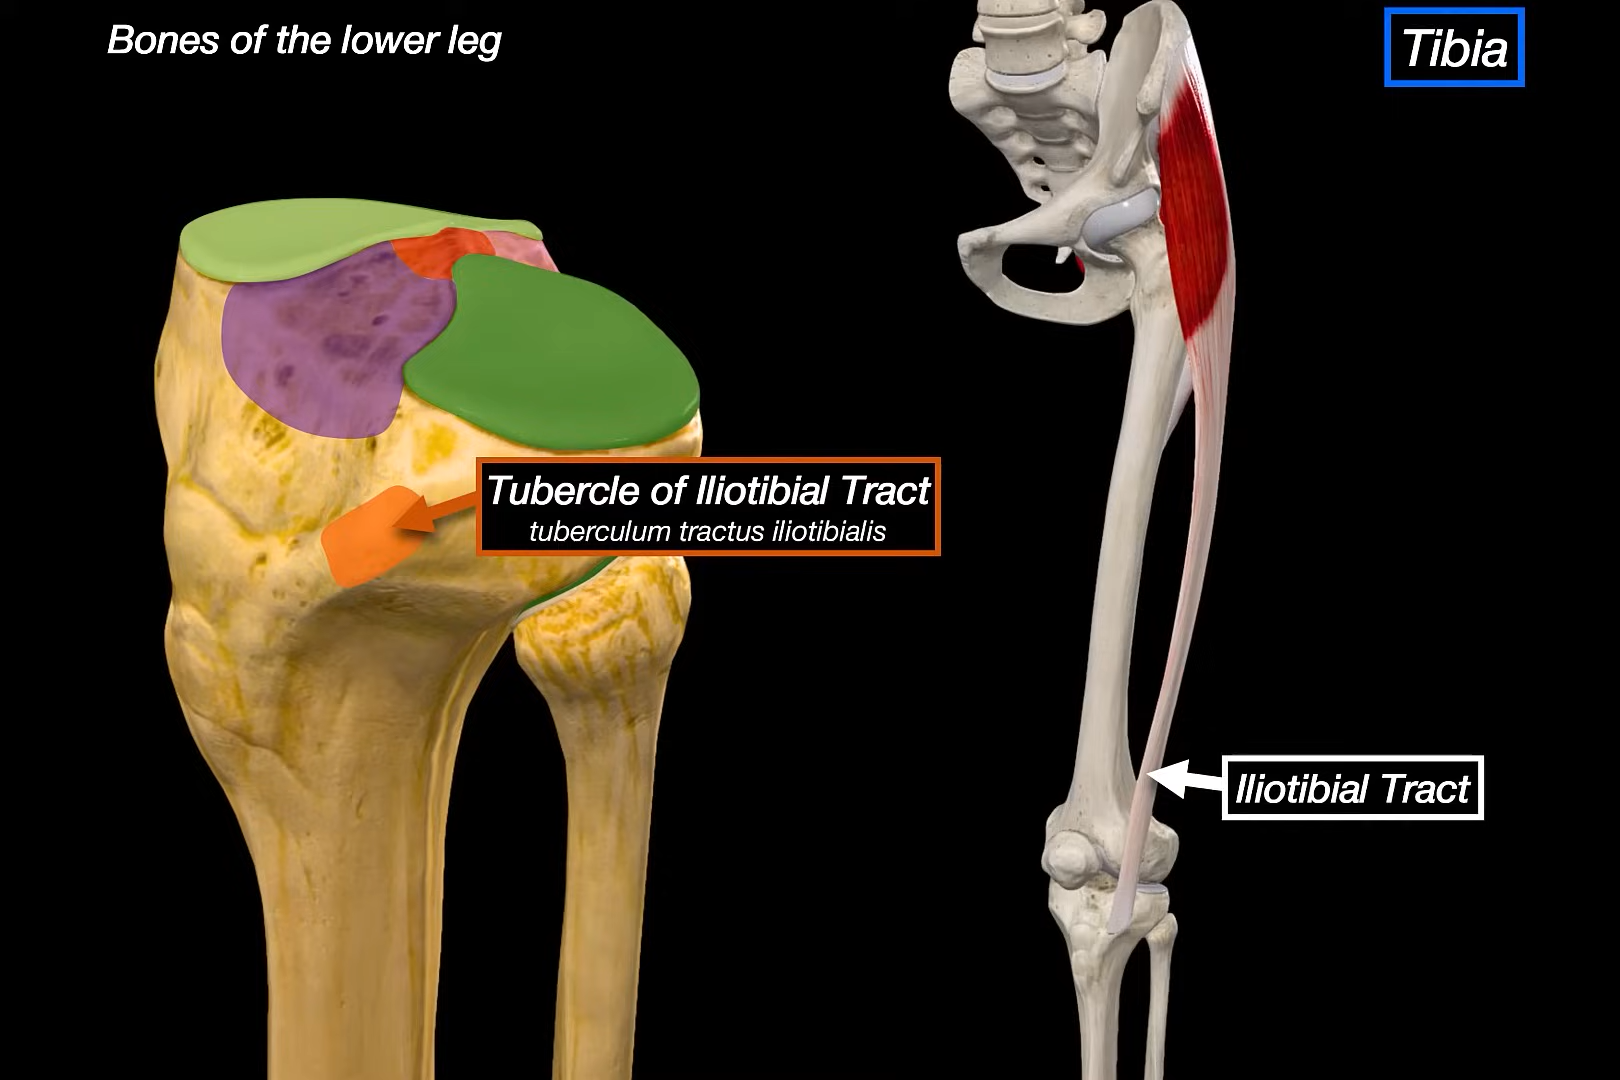 Bones of the lower leg
Tibia
Tubercle of Iliotibial Tract
tuberculum tractus iliotibialis
Iliotibial Tract